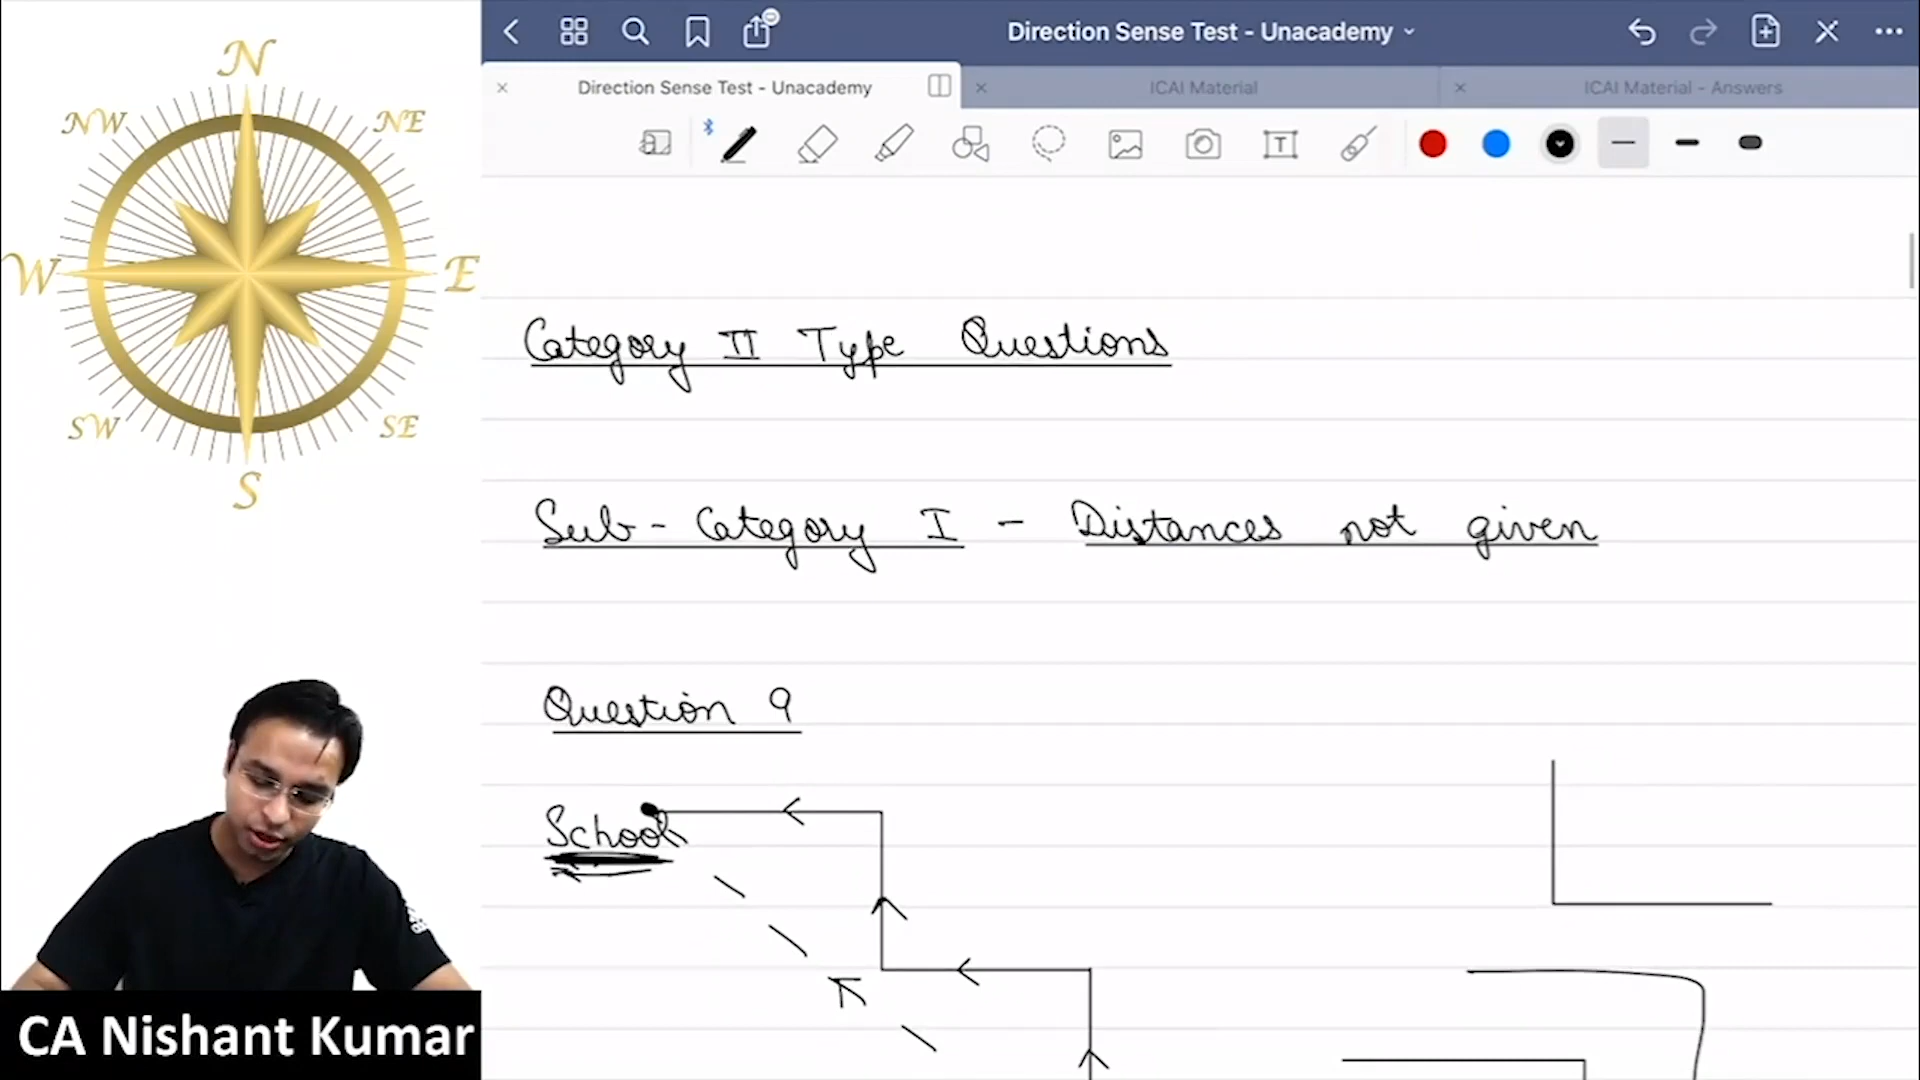 Direction Sense Test - Unacademy
Direction Sense Test - Unacademy
ICAI Material
ICAI Material - Answers
T
N
NW
NE
W
E
SW
SE
S
Category II Type Questions
Sub-Category I - Distances not given
Question 9
School
CA Nishant Kumar